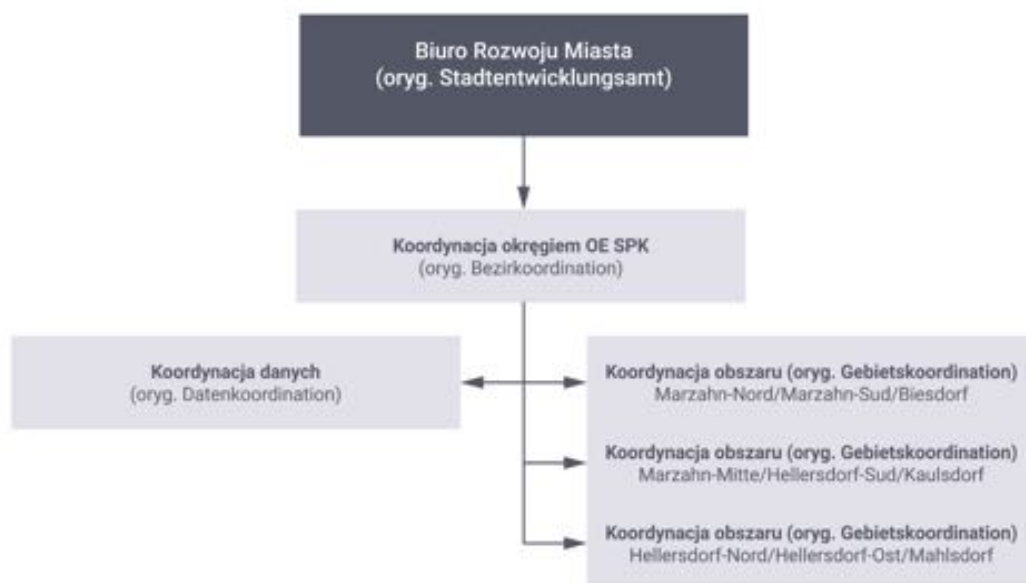 Biuro Rozwoju Miasta
(oryg. Stadtentwicklungsamt)
Koordynacja okręgiem OE SPK
(oryg. Bezirkoordination)
Koordynacja danych
(oryg. Datenkoordination)
Koordynacja obszaru (oryg. Gebietskoordination)
Marzahn-Nord/Marzahn-Sud/Biesdorf
Koordynacja obszaru (oryg. Gebietskoordination)
Marzahn-Mitte/Hellersdorf-Sud/Kaulsdorf
Koordynacja obszaru (oryg. Gebietskoordination)
Hellersdorf-Nord/Hellersdorf-Ost/Mahlsdorf